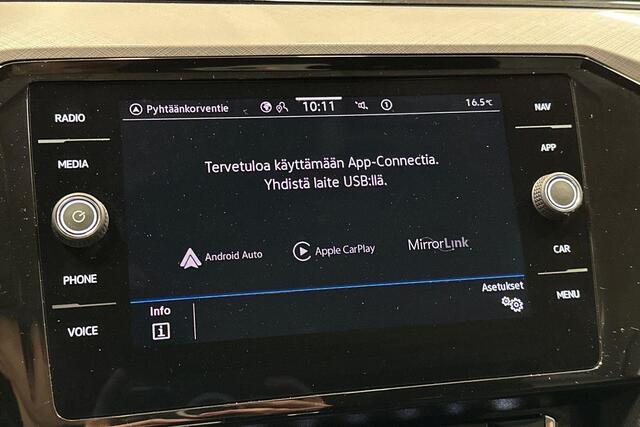 RADIO
MEDIA
PHONE
VOICE
Pyhtäänkorventie
10:11
16.5°C
Tervetuloa käyttämään App-Connectia.
Yhdistä laite USB:llä.
Android Auto
Apple CarPlay
MirrorLink
Info
Asetukset
NAV
APP
CAR
MENU